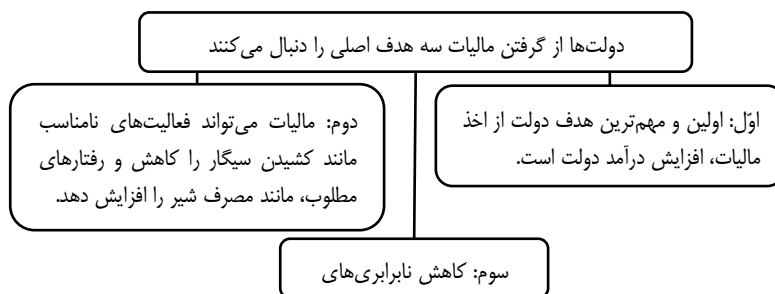 دولت‌ها از گرفتن مالیات سه هدف اصلی را دنبال می‌کنند
اوّل: اولین و مهم‌ترین هدف دولت از اخذ
مالیات، افزایش درآمد دولت است.
دوم: مالیات می‌تواند فعالیت‌های نامناسب
مانند کشیدن سیگار را کاهش و رفتارهای
مطلوب، مانند مصرف شیر را افزایش دهد.
سوم: کاهش نابرابری‌های